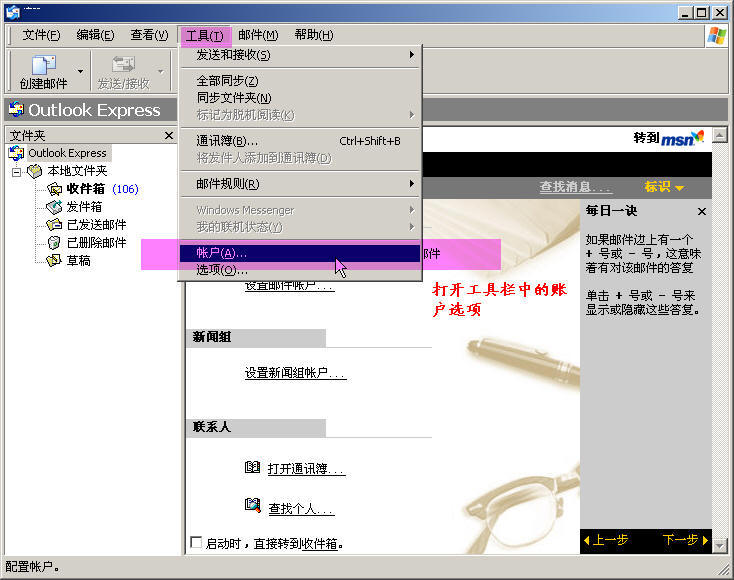 文件(F) 编辑(E) 查看(V) 工具(T) 邮件(M) 帮助(H)
创建邮件 发送/接收
发送和接收(S)
全部同步(Z)
同步文件夹(N)
标记为脱机阅读(K)
通讯簿(B)... Ctrl+Shift+B
将发件人添加到通讯簿(D)
邮件规则(R)
Windows Messenger
我的联机状态(Y)
帐户(A)...
选项(O)...
Outlook Express
文件夹
Outlook Express
本地文件夹
收件箱 (106)
发件箱
已发送邮件
已删除邮件
草稿
转到 msn
查找消息... 标识
邮件
设置邮件帐户...
打开工具栏中的账
户选项
新闻组
设置新闻组帐户...
联系人
打开通讯簿...
查找个人...
启动时，直接转到收件箱。
每日一诀
如果邮件边上有一个
+ 号或 - 号，这意味
着有对该邮件的答复
单击 + 号或 - 号来
显示或隐藏这些答复。
上一步 下一步
配置帐户。